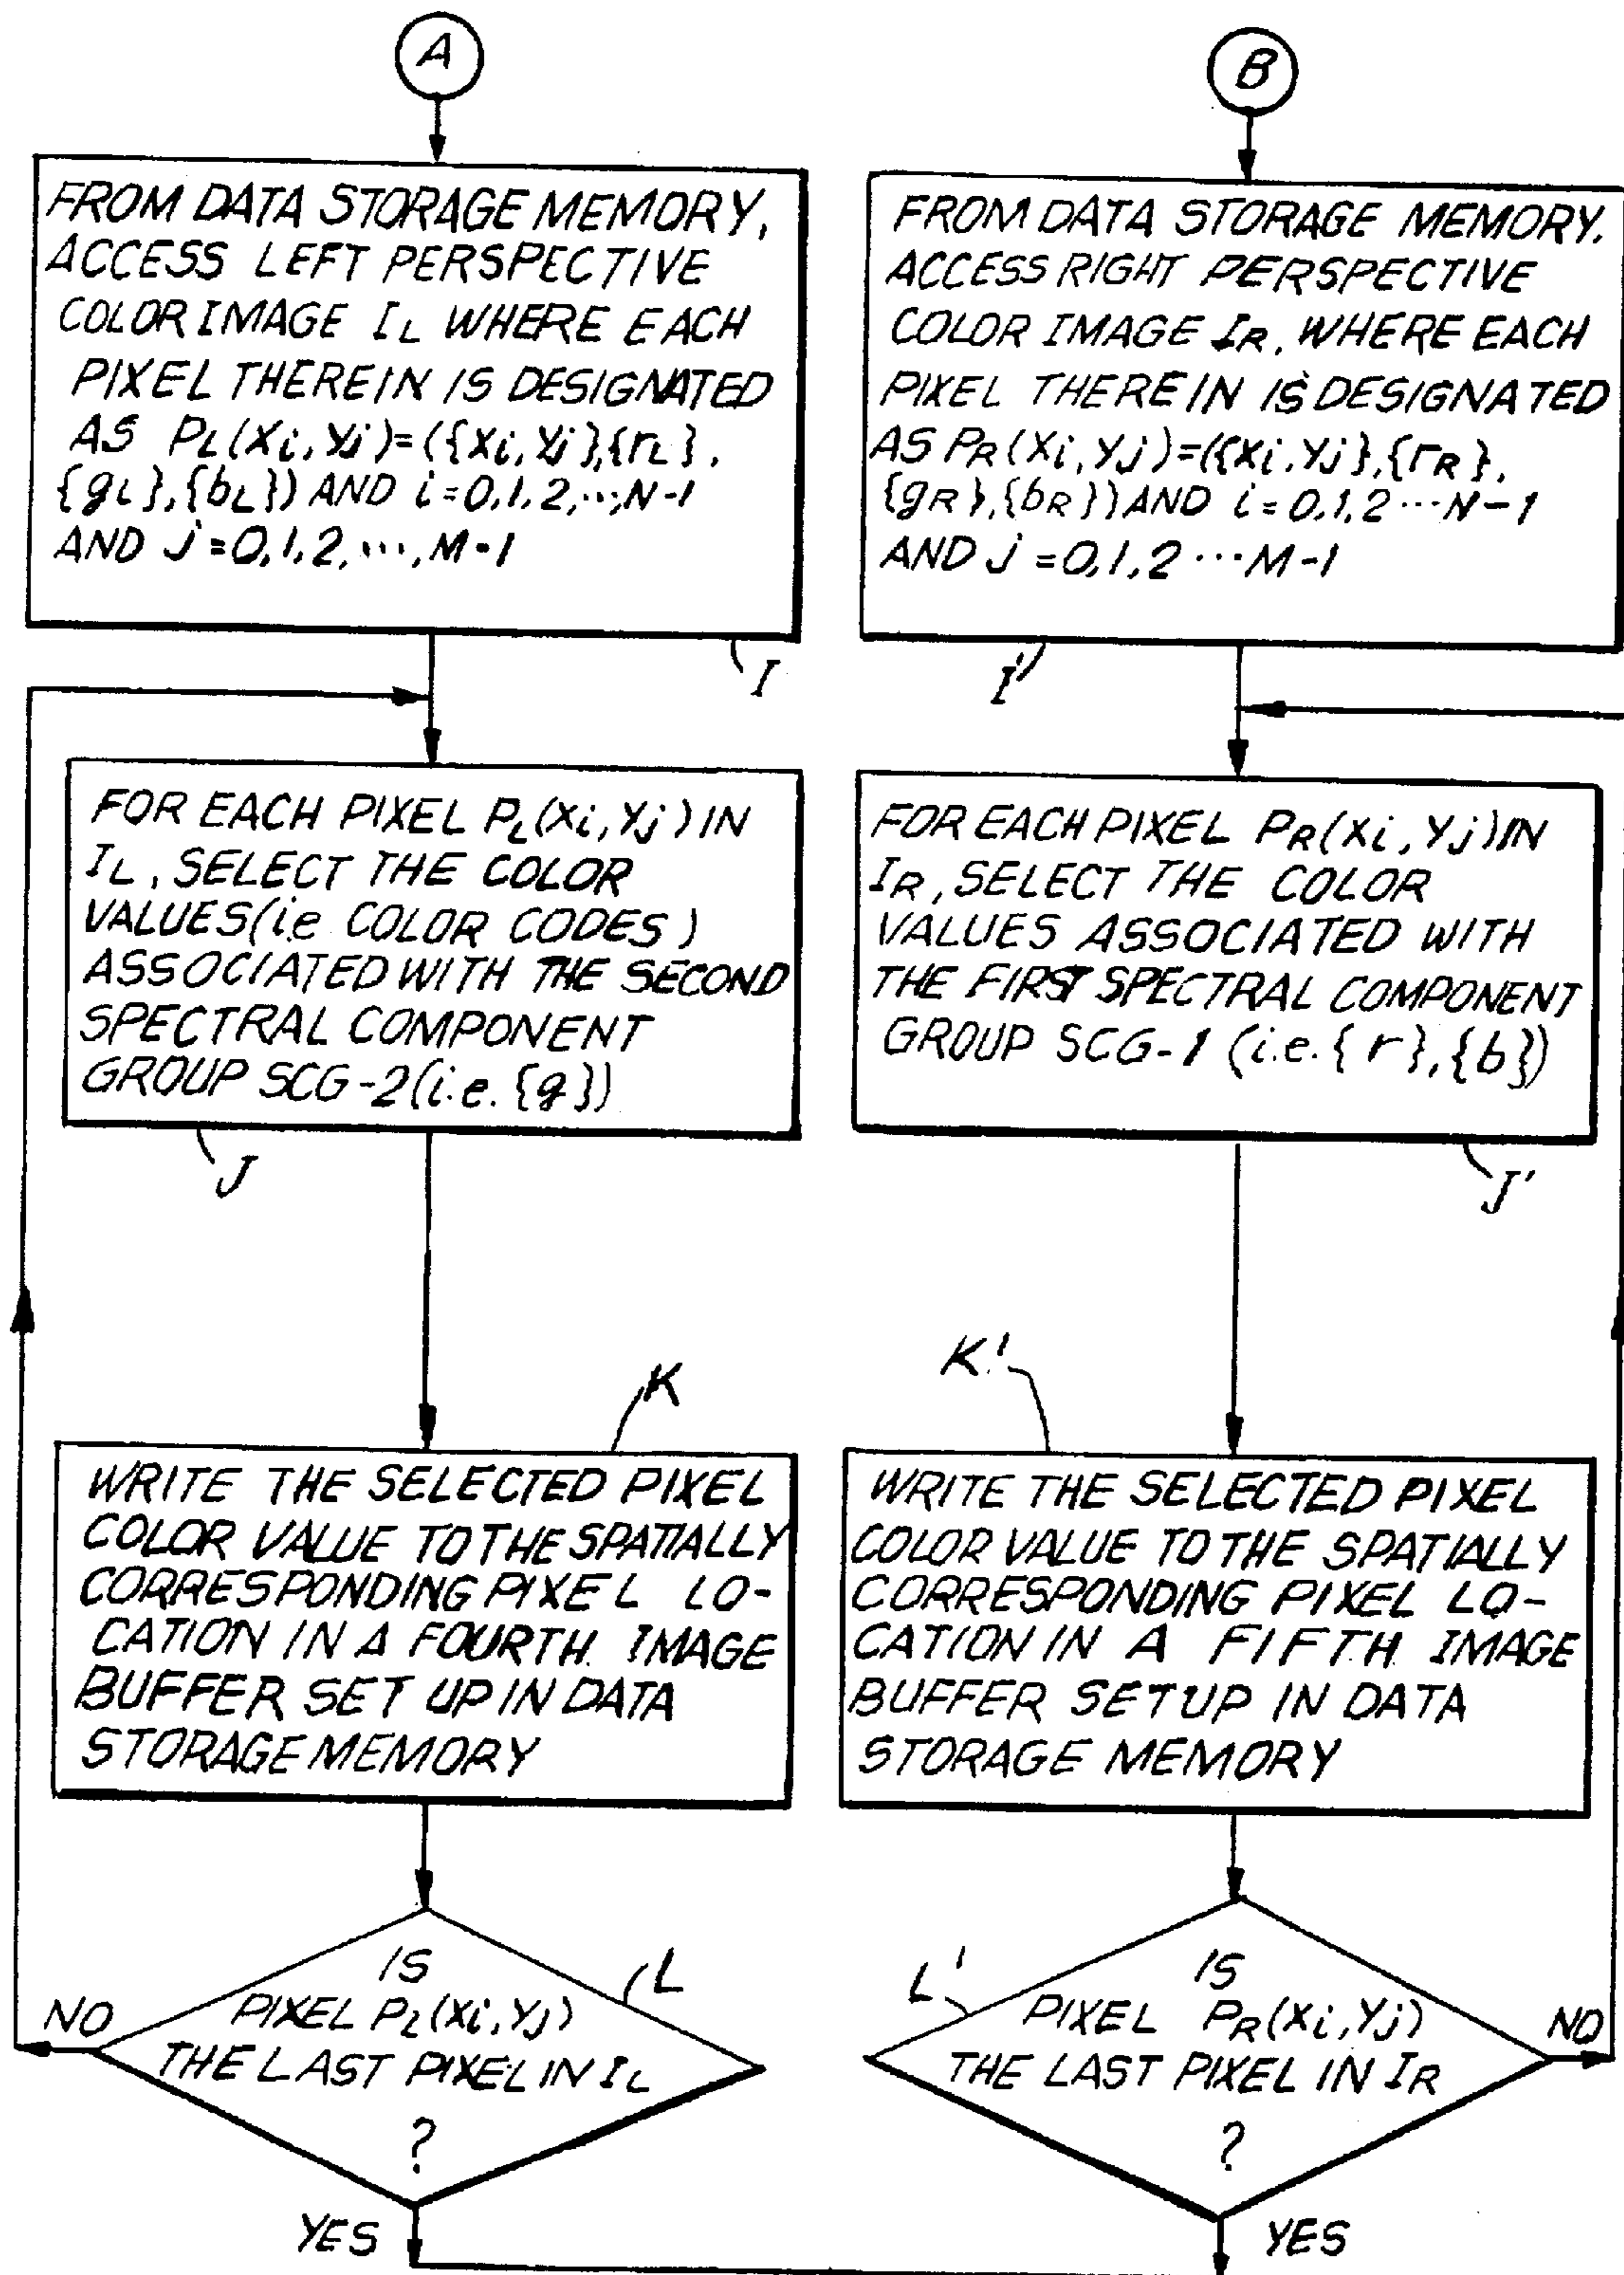 A
FROM DATA STORAGE MEMORY,
ACCESS LEFT PERSPECTIVE
COLOR IMAGE IL WHERE EACH
PIXEL THEREIN IS DESIGNATED
AS PL(Xi,Yj)=({Xi,Yj},{rL},
{gL},{bL}) AND i=0,1,2,...,N-1
AND J=0,1,2,...,M-1
I
FOR EACH PIXEL PL(Xi,Yj) IN
IL, SELECT THE COLOR
VALUES(i.e COLOR CODES)
ASSOCIATED WITH THE SECOND
SPECTRAL COMPONENT
GROUP SCG-2(i.e. {g})
J
K
WRITE THE SELECTED PIXEL
COLOR VALUE TO THE SPATIALLY
CORRESPONDING PIXEL LO-
CATION IN A FOURTH IMAGE
BUFFER SET UP IN DATA
STORAGE MEMORY
L
IS
PIXEL PL(Xi,Yj)
THE LAST PIXEL IN IL
?
NO
YES
B
FROM DATA STORAGE MEMORY.
ACCESS RIGHT PERSPECTIVE
COLOR IMAGE IR, WHERE EACH
PIXEL THEREIN IS DESIGNATED
AS PR(Xi,Yj)=({Xi,Yj},{rR},
{gR},{bR}) AND i=0,1,2...N-1
AND j=0,1,2...M-1
I'
FOR EACH PIXEL PR(Xi,Yj) IN
IR, SELECT THE COLOR
VALUES ASSOCIATED WITH
THE FIRST SPECTRAL COMPONENT
GROUP SCG-1 (i.e. {r},{b})
J'
K'
WRITE THE SELECTED PIXEL
COLOR VALUE TO THE SPATIALLY
CORRESPONDING PIXEL LO-
CATION IN A FIFTH IMAGE
BUFFER SETUP IN DATA
STORAGE MEMORY
L'
IS
PIXEL PR(Xi,Yj)
THE LAST PIXEL IN IR
?
NO
YES